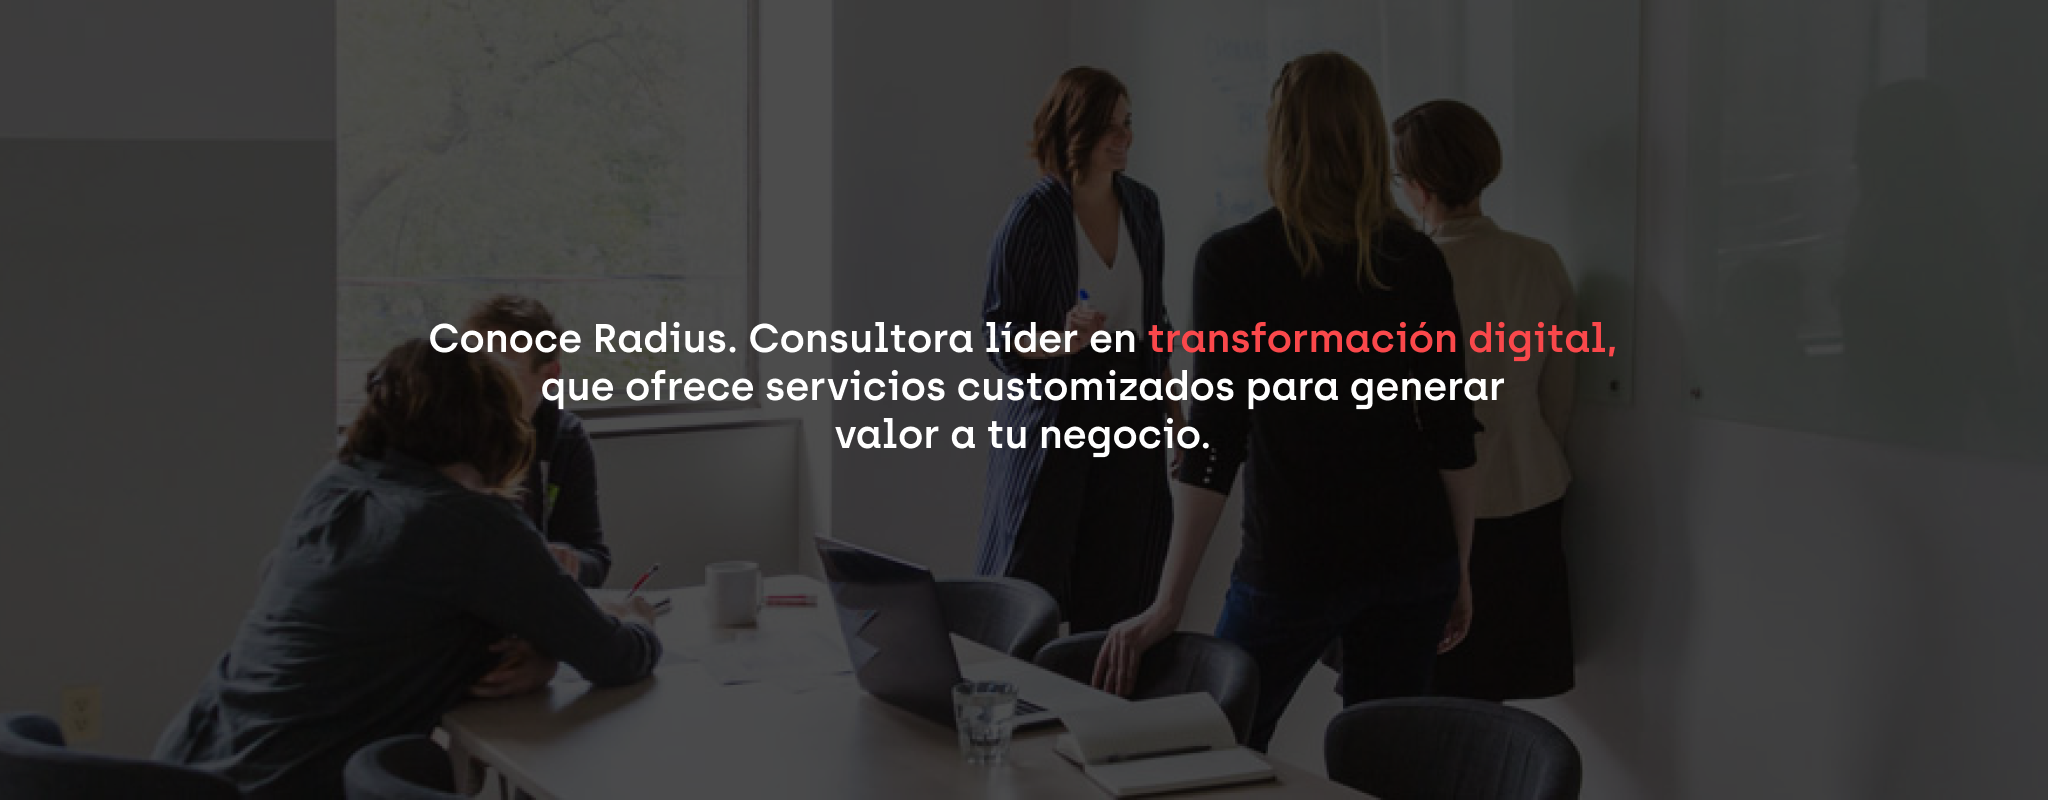 Conoce Radius. Consultora líder en transformación digital,
que ofrece servicios customizados para generar
valor a tu negocio.